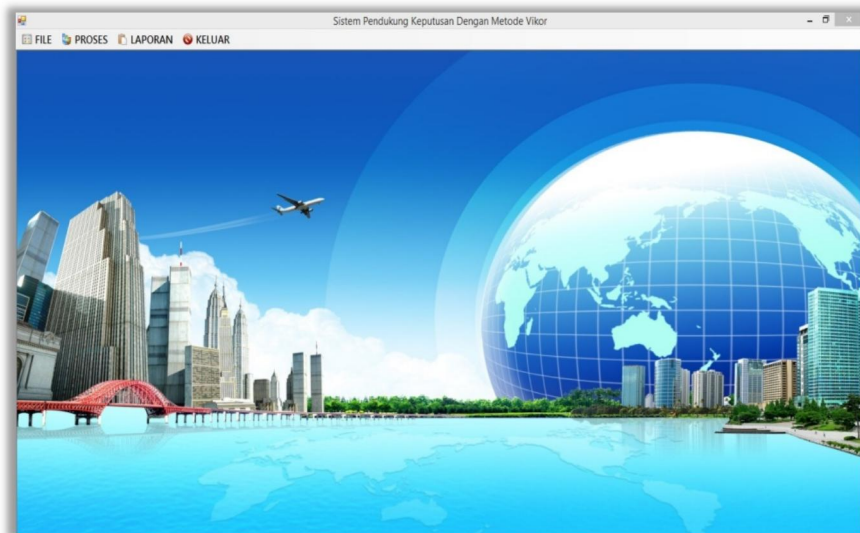 Sistem Pendukung Keputusan Dengan Metode Vikor
FILE PROSES LAPORAN KELUAR